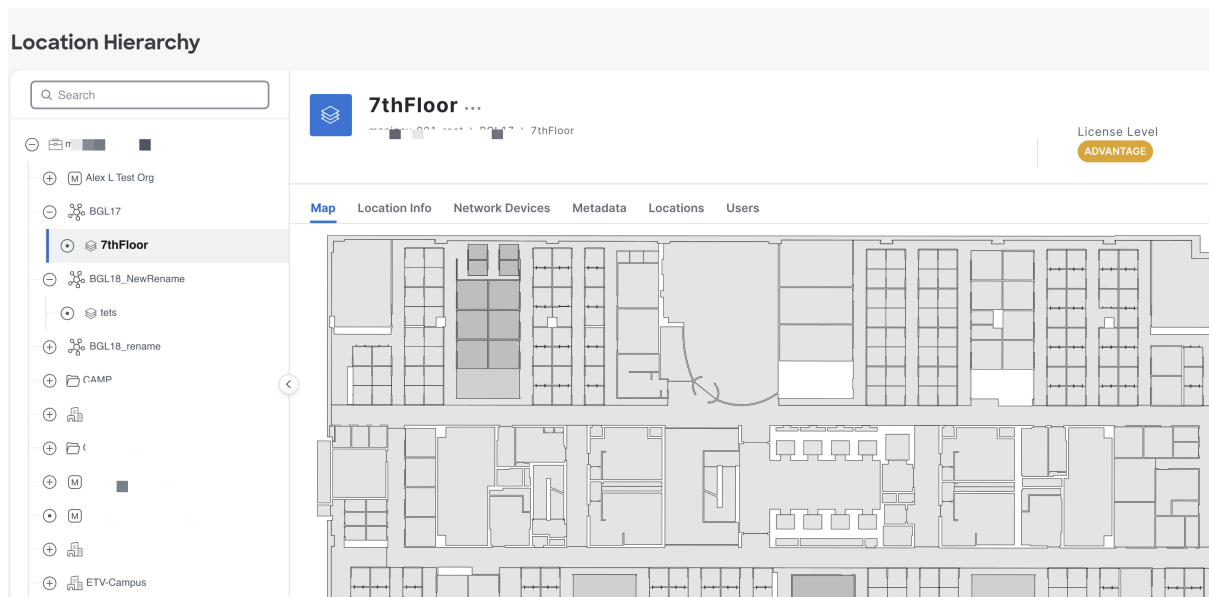 Location Hierarchy
Search
7thFloor ...
7thFloor
License Level
ADVANTAGE
Map Location Info Network Devices Metadata Locations Users
M Alex L Test Org
BGL17
7thFloor
BGL18_NewRename
tets
BGL18_rename
CAMP
M
M
ETV-Campus